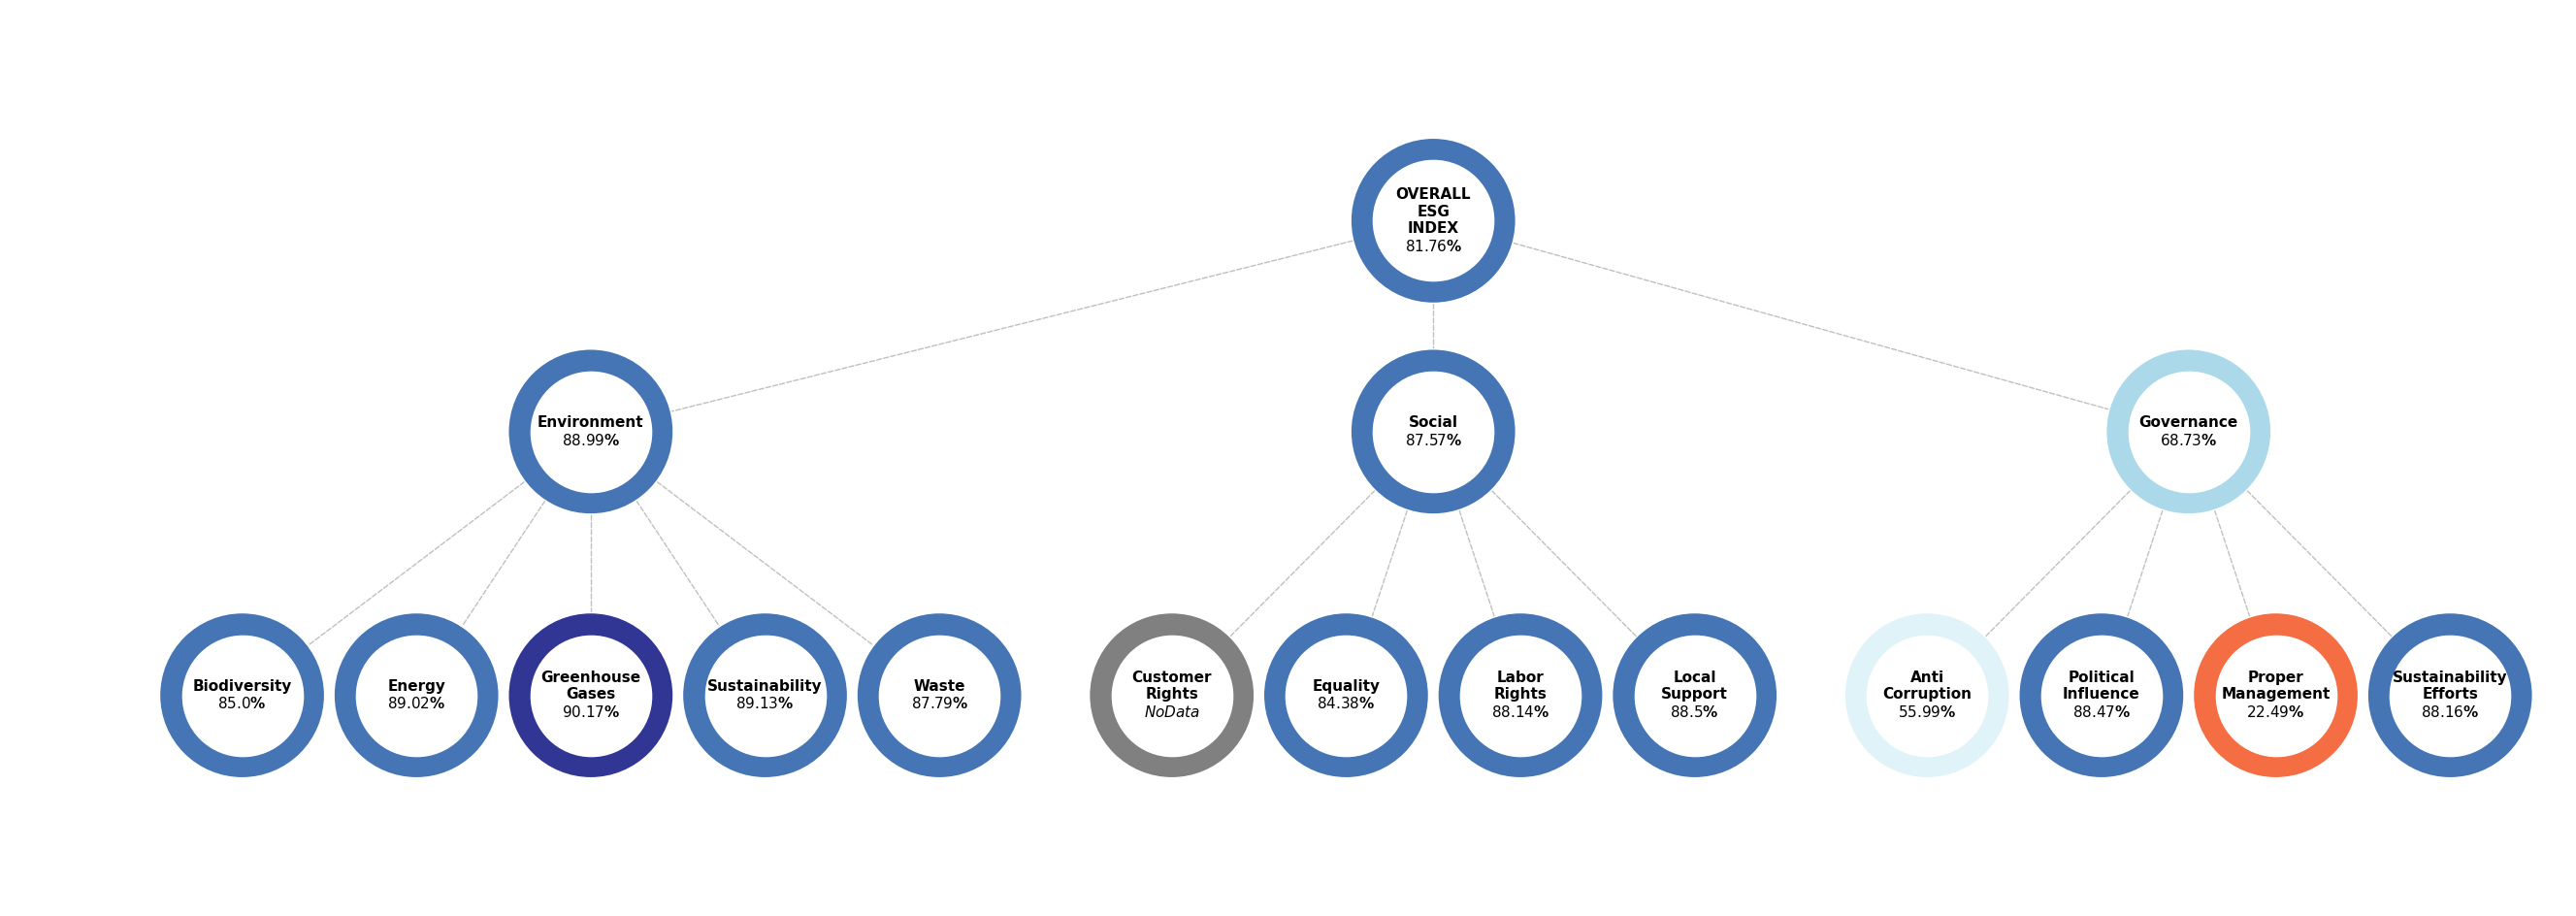 OVERALL
ESG
INDEX
81.76%
Environment
88.99%
Social
87.57%
Governance
68.73%
Biodiversity
85.0%
Energy
89.02%
Greenhouse
Gases
90.17%
Sustainability
89.13%
Waste
87.79%
Customer
Rights
NoData
Equality
84.38%
Labor
Rights
88.14%
Local
Support
88.5%
Anti
Corruption
55.99%
Political
Influence
88.47%
Proper
Management
22.49%
Sustainability
Efforts
88.16%